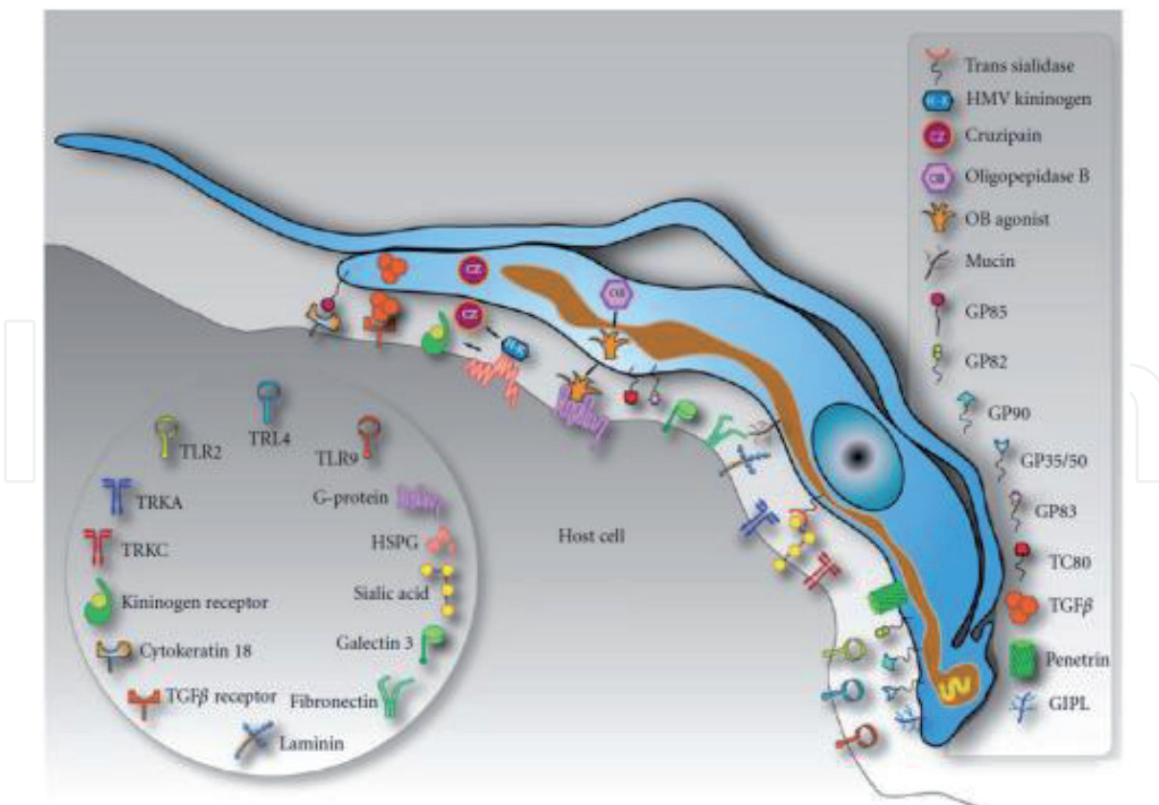 Trans sialidase
HMV kininogen
CZ Cruzipain
OB Oligopepidase B
OB agonist
Mucin
GP85
GP82
GP90
GP35/50
GP83
TC80
TGFβ
Penetrin
GIPL
CZ
OB
CZ
H-K
Host cell
TRL4
TLR2
TLR9
TRKA
G-protein
TRKC
HSPG
Sialic acid
Kininogen receptor
Galectin 3
Cytokeratin 18
TGFβ receptor
Fibronectin
Laminin